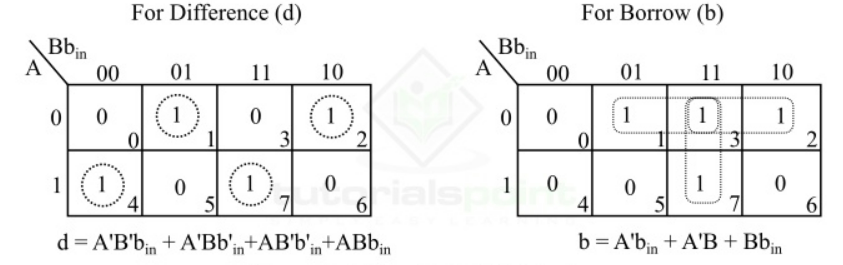 For Difference (d)
Bb_in
A
00 01 11 10
0 0 0 1 1 0 3 1 2
1 1 4 0 5 1 7 0 6
d = A'B'b_in + A'Bb'_in+AB'b'_in+ABb_in
For Borrow (b)
Bb_in
A
00 01 11 10
0 0 0 1 1 1 3 1 2
1 0 4 0 5 1 7 0 6
b = A'b_in + A'B + Bb_in
tutorialspoint